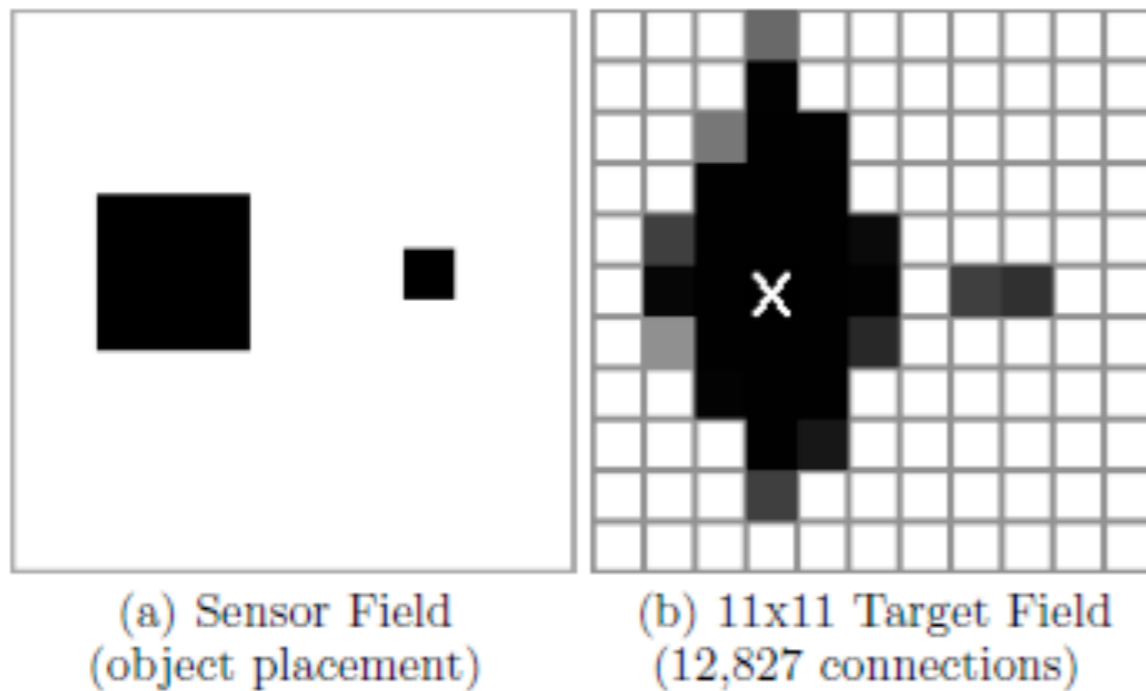 X
(a) Sensor Field
(object placement)
(b) 11x11 Target Field
(12,827 connections)